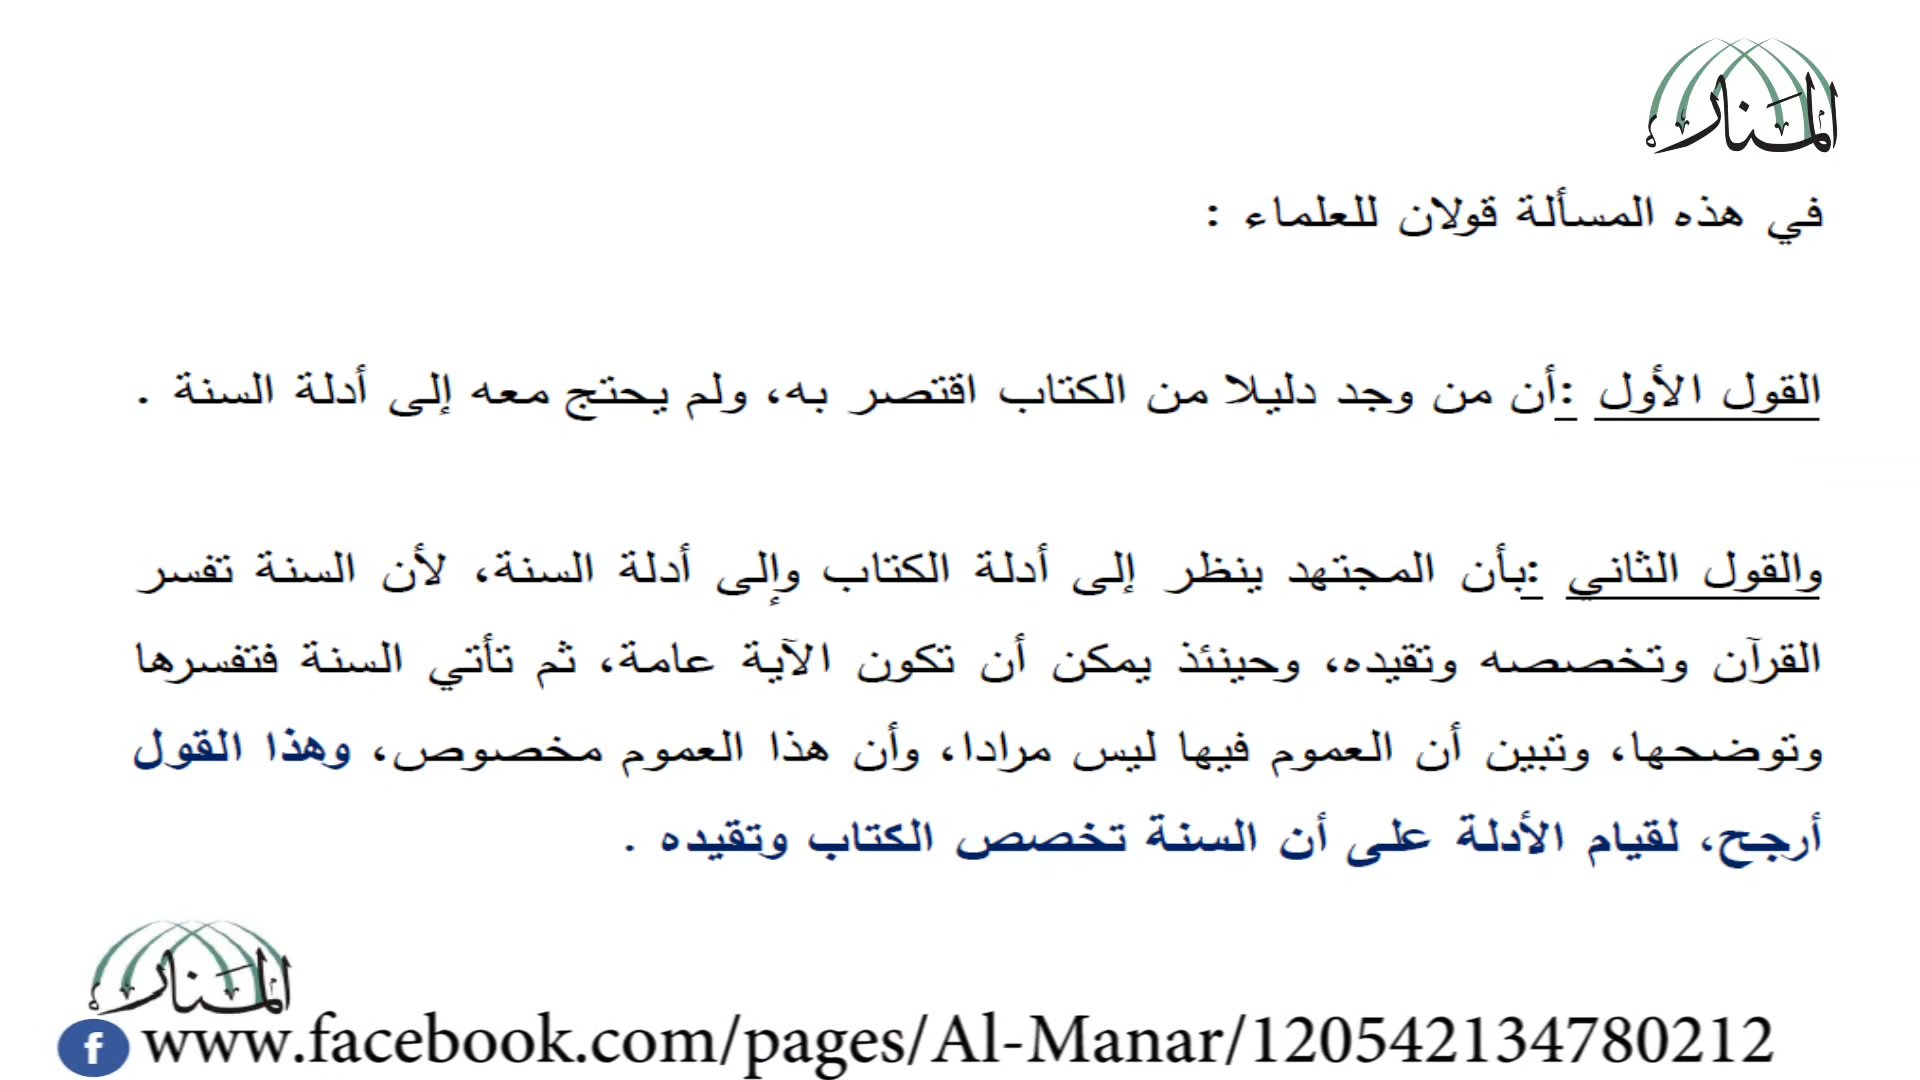 المنار
في هذه المسألة قولان للعلماء :
القول الأول :أن من وجد دليلا من الكتاب اقتصر به، ولم يحتج معه إلى أدلة السنة .
والقول الثاني :بأن المجتهد ينظر إلى أدلة الكتاب وإلى أدلة السنة، لأن السنة تفسر
القرآن وتخصصه وتقيده، وحينئذ يمكن أن تكون الآية عامة، ثم تأتي السنة فتفسرها
وتوضحها، وتبين أن العموم فيها ليس مرادا، وأن هذا العموم مخصوص، وهذا القول
أرجح، لقيام الأدلة على أن السنة تخصص الكتاب وتقيده .
المنار
f www.facebook.com/pages/Al-Manar/120542134780212